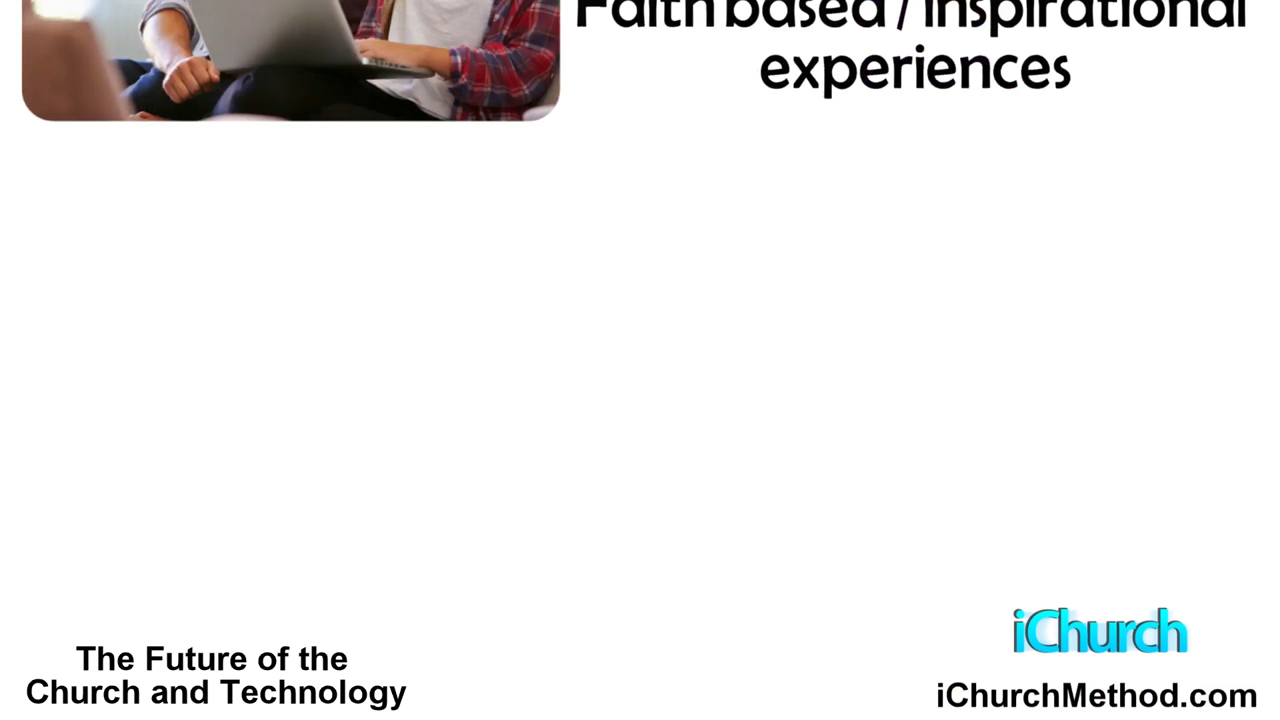 Faith based / Inspirational
experiences
The Future of the
Church and Technology
iChurch
iChurchMethod.com